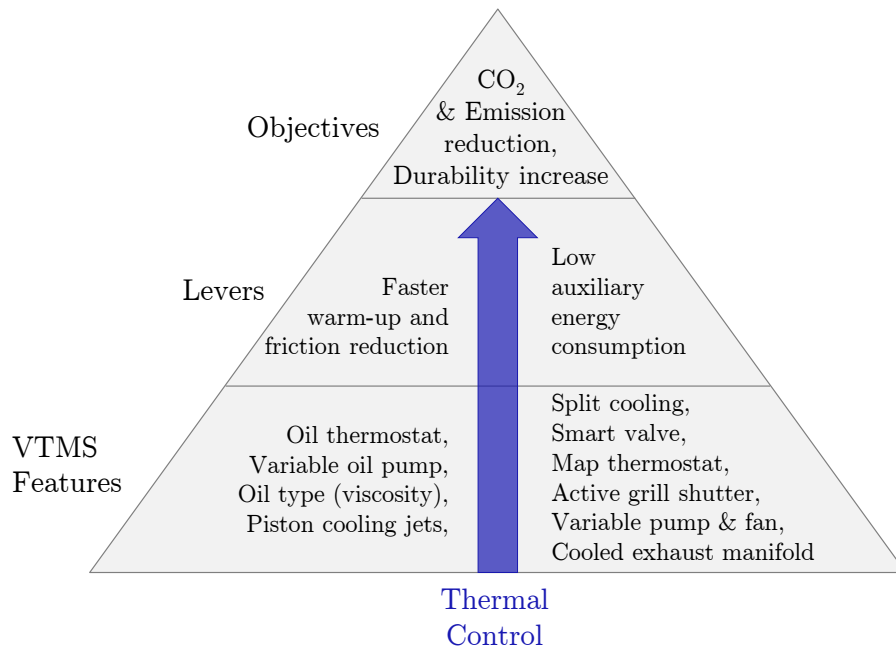 CO₂
& Emission
reduction,
Durability increase
Objectives
Levers
Faster
warm-up and
friction reduction
Low
auxiliary
energy
consumption
VTMS
Features
Oil thermostat,
Variable oil pump,
Oil type (viscosity),
Piston cooling jets,
Split cooling,
Smart valve,
Map thermostat,
Active grill shutter,
Variable pump & fan,
Cooled exhaust manifold
Thermal
Control